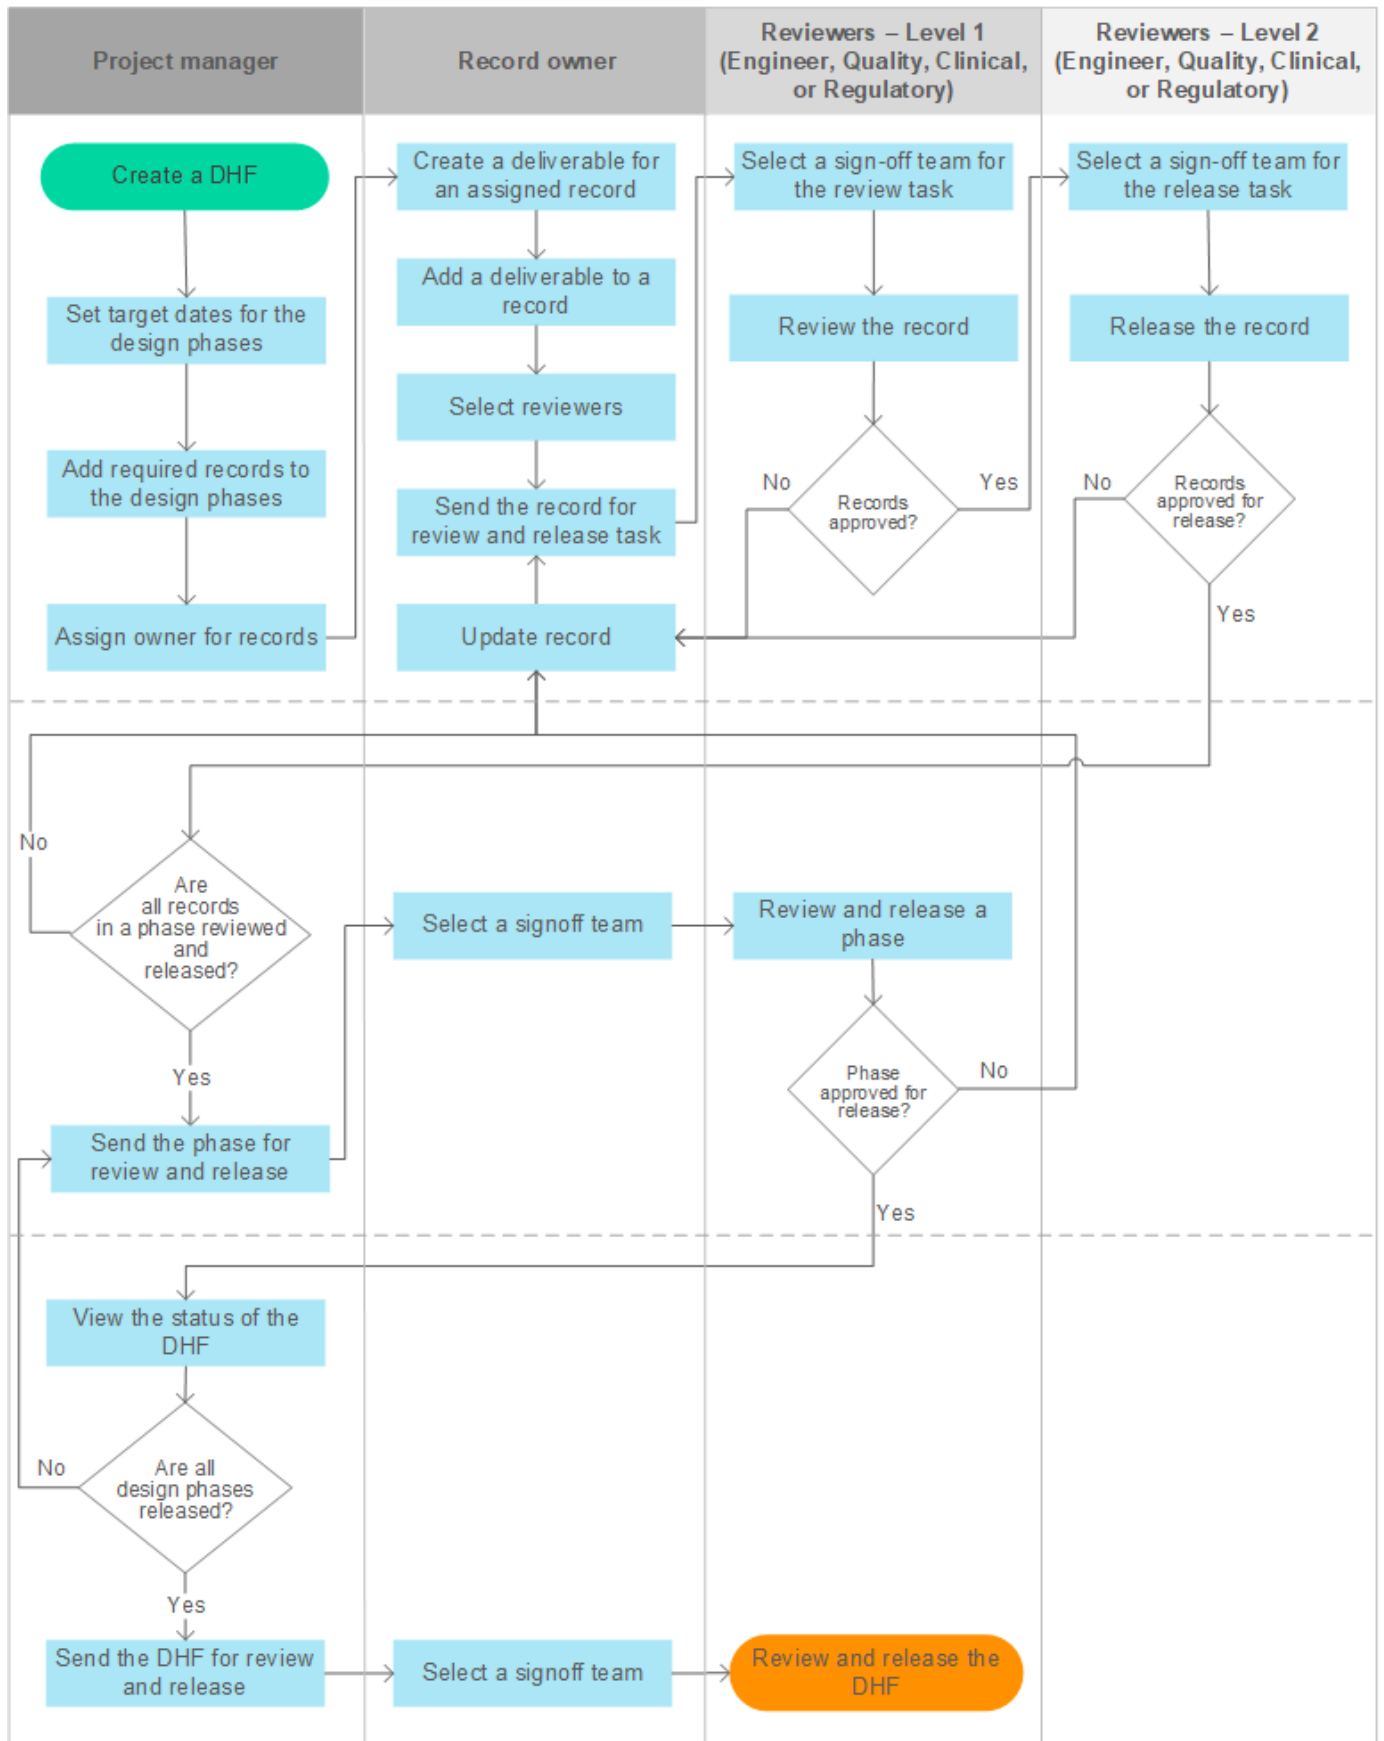 Project manager
Record owner
Reviewers – Level 1
(Engineer, Quality, Clinical,
or Regulatory)
Reviewers – Level 2
(Engineer, Quality, Clinical,
or Regulatory)
Create a DHF
Set target dates for the
design phases
Add required records to
the design phases
Assign owner for records
Create a deliverable for
an assigned record
Add a deliverable to a
record
Select reviewers
Send the record for
review and release task
Update record
Select a sign-off team for
the review task
Review the record
No
Records
approved?
Yes
Select a sign-off team for
the release task
Release the record
No
Records
approved for
release?
Yes
No
Are
all records
in a phase reviewed
and
released?
Yes
Send the phase for
review and release
Select a signoff team
Review and release a
phase
Phase
approved for
release?
No
Yes
View the status of the
DHF
No
Are all
design phases
released?
Yes
Send the DHF for review
and release
Select a signoff team
Review and release the
DHF